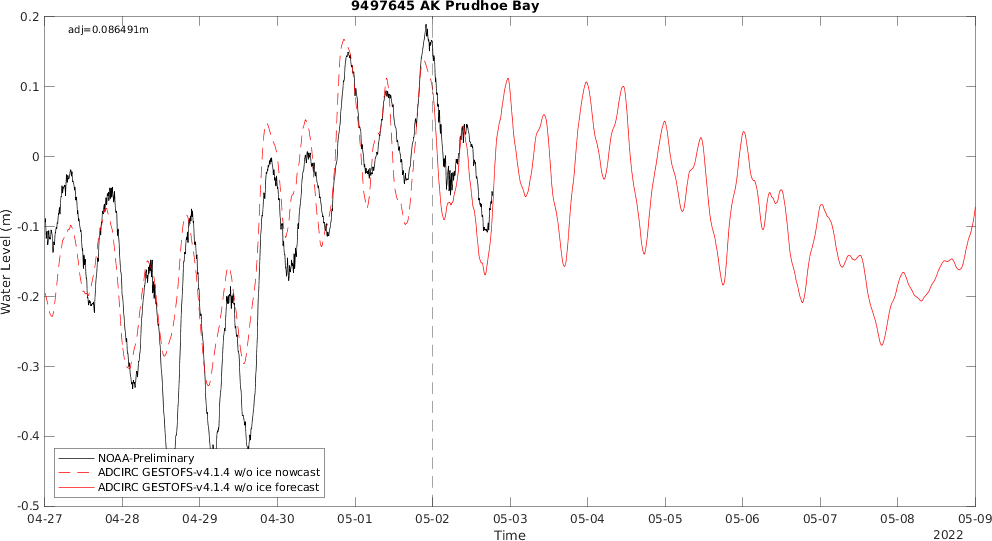 9497645 AK Prudhoe Bay
adj=0.086491m
0.2
0.1
0
-0.1
-0.2
-0.3
-0.4
-0.5
Water Level (m)
NOAA-Preliminary
ADCIRC GESTOFS-v4.1.4 w/o ice nowcast
ADCIRC GESTOFS-v4.1.4 w/o ice forecast
04-27 04-28 04-29 04-30 05-01 05-02 05-03 05-04 05-05 05-06 05-07 05-08 05-09
Time
2022